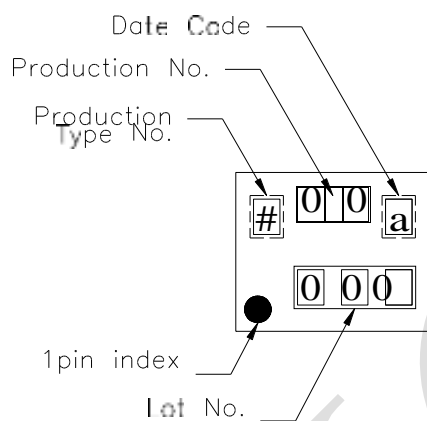 Date Code
Production No.
Production
Type No.
# 0 0 a
0 0 0
1pin index
Lot No.